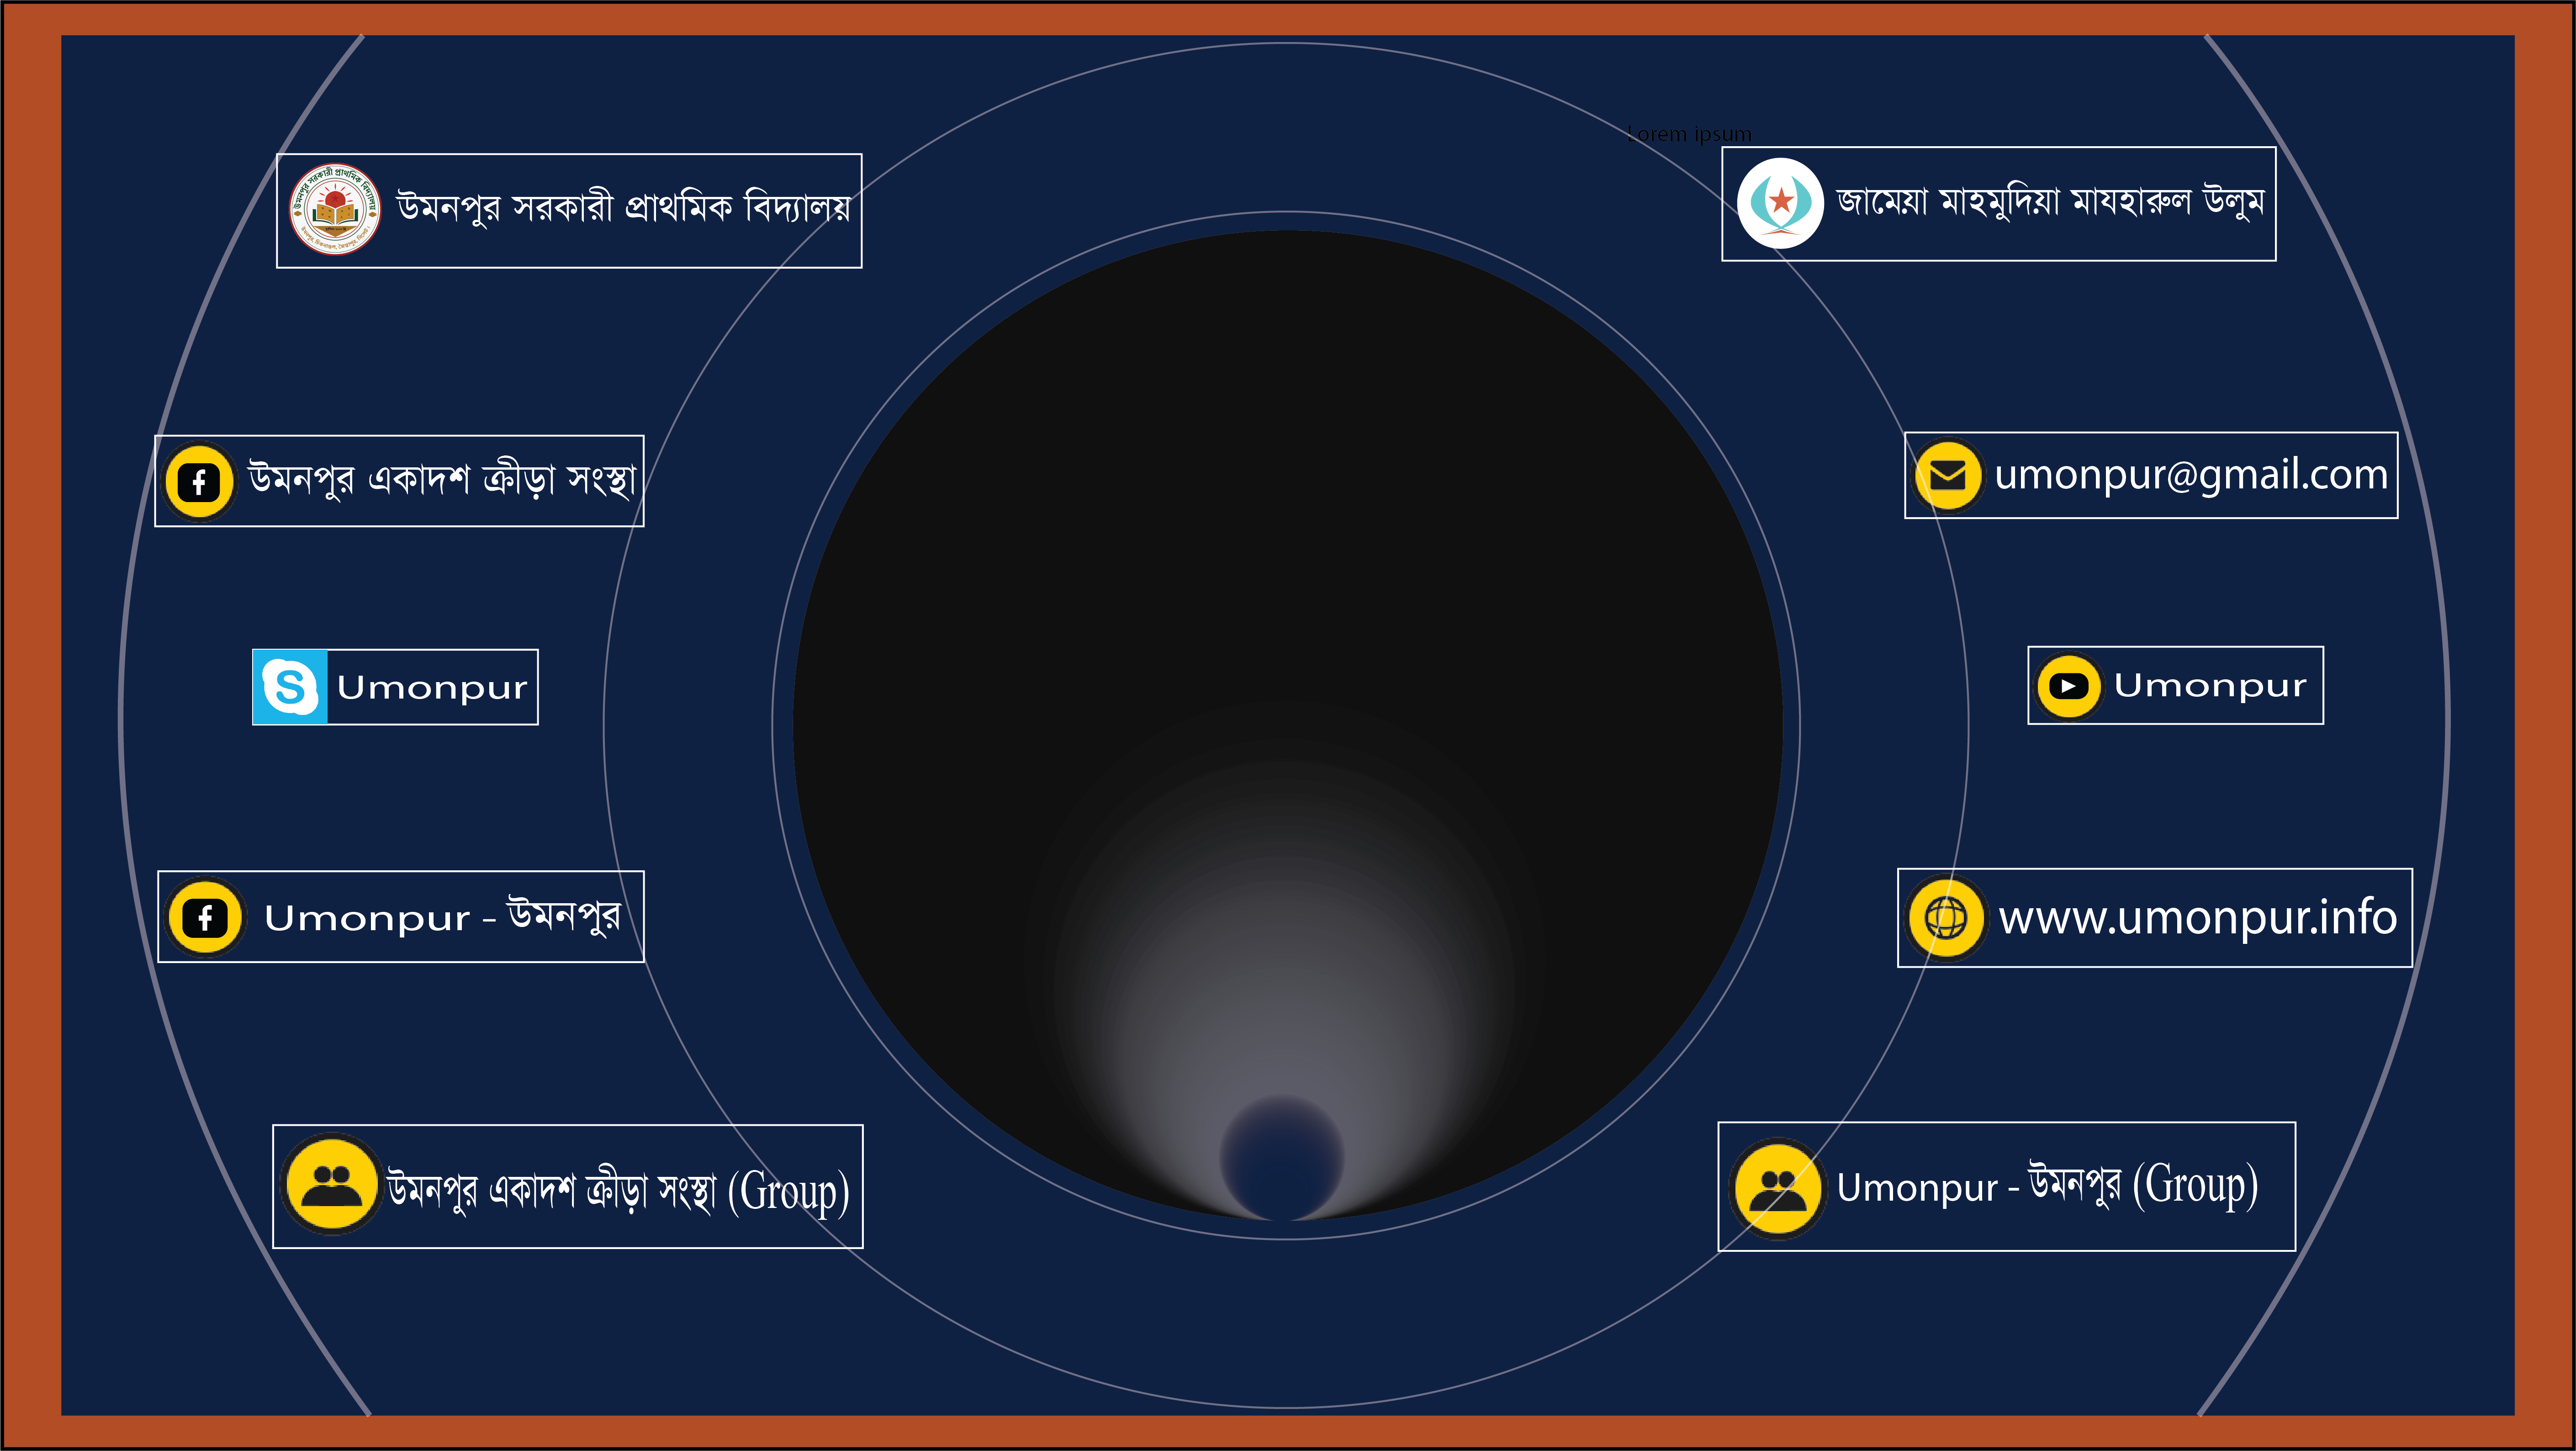 Lorem ipsum
উমনপুর সরকারী প্রাথমিক বিদ্যালয়
জামেয়া মাহমুদিয়া মাযহারুল উলুম
উমনপুর একাদশ ক্রীড়া সংস্থা
umonpur@gmail.com
Umonpur
Umonpur
Umonpur - উমনপুর
www.umonpur.info
উমনপুর একাদশ ক্রীড়া সংস্থা (Group)
Umonpur - উমনপুর (Group)